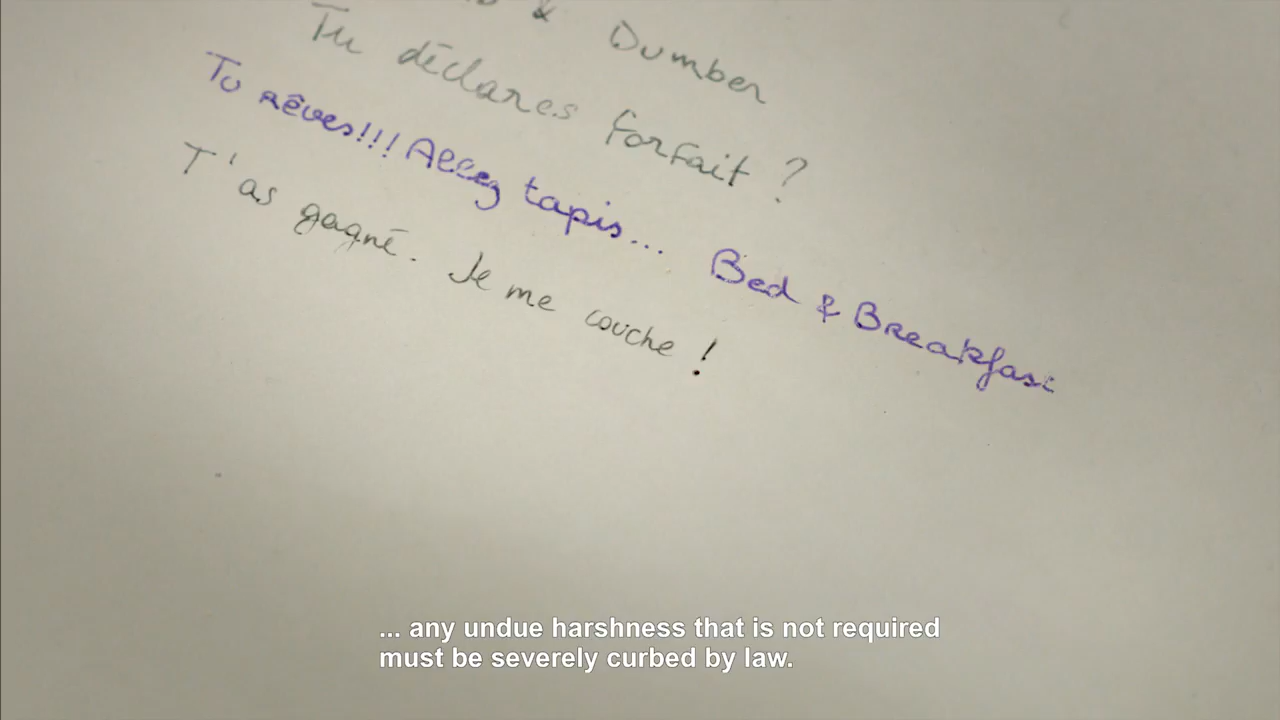 & Dumber
Tu déclares forfait ?
Tu rêves!!! Allez tapis... Bed & Breakfast
T'as gagné. Je me couche !
... any undue harshness that is not required
must be severely curbed by law.